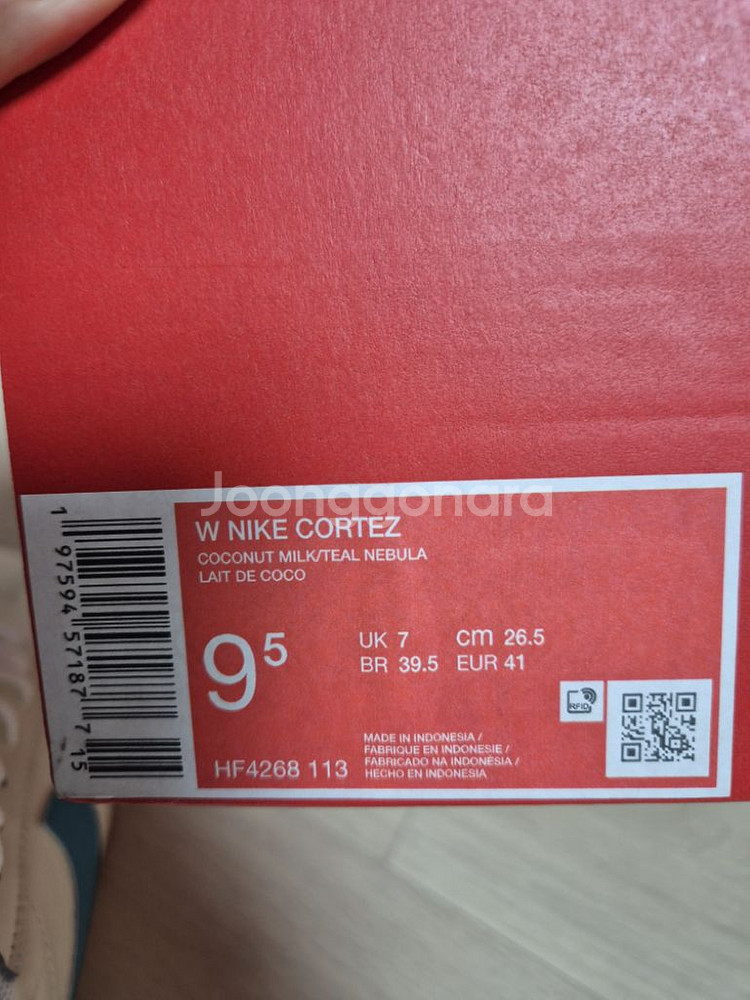 Joonggonara
W NIKE CORTEZ
COCONUT MILK/TEAL NEBULA
LAIT DE COCO
9⁵
UK 7 cm 26.5
BR 39.5 EUR 41
RFID
HF4268 113
MADE IN INDONESIA /
FABRIQUE EN INDONESIE /
FABRICADO NA INDONÉSIA /
HECHO EN INDONESIA
1 97594 57187 7 15